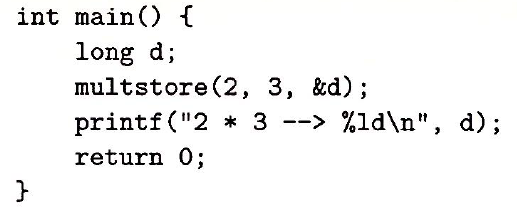 int main() {
    long d;
    multstore(2, 3, &d);
    printf("2 * 3 --> %ld\n", d);
    return 0;
}